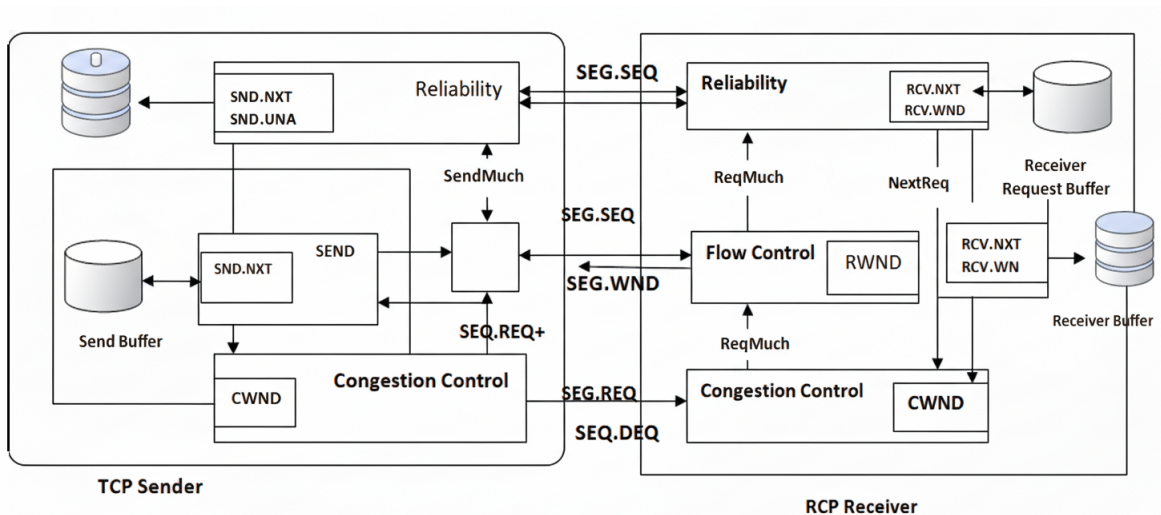 SEG.SEQ
Reliability
SND.NXT
SND.UNA
Reliability
RCV.NXT
RCV.WND
SendMuch
ReqMuch
NextReq
Receiver
Request Buffer
SEG.SEQ
SEND
SND.NXT
Flow Control
RWND
RCV.NXT
RCV.WN
SEG.WND
Send Buffer
SEQ.REQ+
ReqMuch
Receiver Buffer
Congestion Control
CWND
SEG.REQ
Congestion Control
CWND
SEQ.DEQ
TCP Sender
RCP Receiver